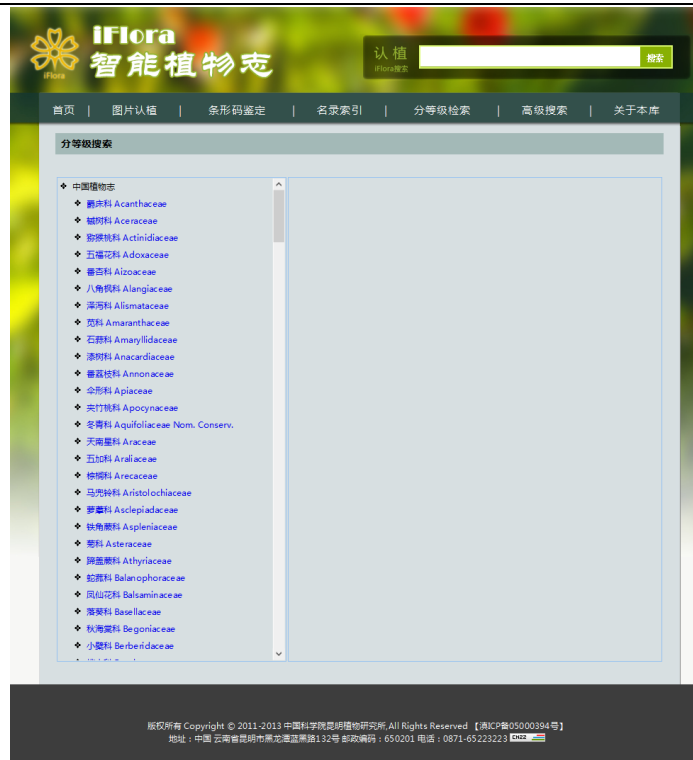 iFlora
智能植物志
iFlora
认 植
iFlora搜索
搜索
首页 | 图片认植 | 条形码鉴定 | 名录索引 | 分等级检索 | 高级搜索 | 关于本库
分等级搜索
中国植物志
爵床科 Acanthaceae
槭树科 Aceraceae
猕猴桃科 Actinidiaceae
五福花科 Adoxaceae
番杏科 Aizoaceae
八角枫科 Alangiaceae
泽泻科 Alismataceae
苋科 Amaranthaceae
石蒜科 Amaryllidaceae
漆树科 Anacardiaceae
番荔枝科 Annonaceae
伞形科 Apiaceae
夹竹桃科 Apocynaceae
冬青科 Aquifoliaceae Nom. Conserv.
天南星科 Araceae
五加科 Araliaceae
棕榈科 Arecaceae
马兜铃科 Aristolochiaceae
萝藦科 Asclepiadaceae
铁角蕨科 Aspleniaceae
菊科 Asteraceae
蹄盖蕨科 Athyriaceae
蛇菰科 Balanophoraceae
凤仙花科 Balsaminaceae
落葵科 Basellaceae
秋海棠科 Begoniaceae
小檗科 Berberidaceae
版权所有 Copyright © 2011-2013 中国科学院昆明植物研究所,All Rights Reserved 【滇ICP备05000394号】
地址：中国 云南省昆明市黑龙潭蓝黑路132号 邮政编码：650201 电话：0871-65223223